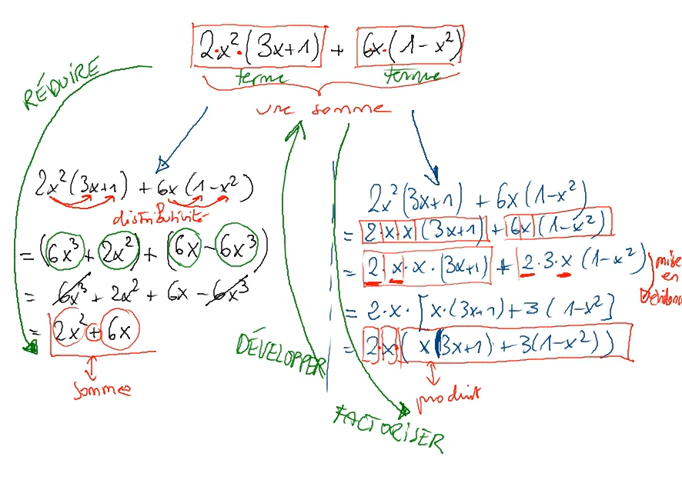 2·x²·(3x+1) + 6x·(1-x²)
terme terme
une somme
RÉDUIRE
2x²(3x+1) + 6x(1-x²)
distributivité
= (6x³+2x²) + (6x-6x³)
= 6x³ + 2x² + 6x - 6x³
= 2x² + 6x
somme
DÉVELOPPER
FACTORISER
2x²(3x+1) + 6x(1-x²)
= 2·x·x(3x+1) + 6x(1-x²)
= 2·x·x·(3x+1) + 2·3·x(1-x²)
mise
en
= 2·x·[x·(3x+1)+3(1-x²]
= 2·x·(x(3x+1)+3(1-x²))
produit